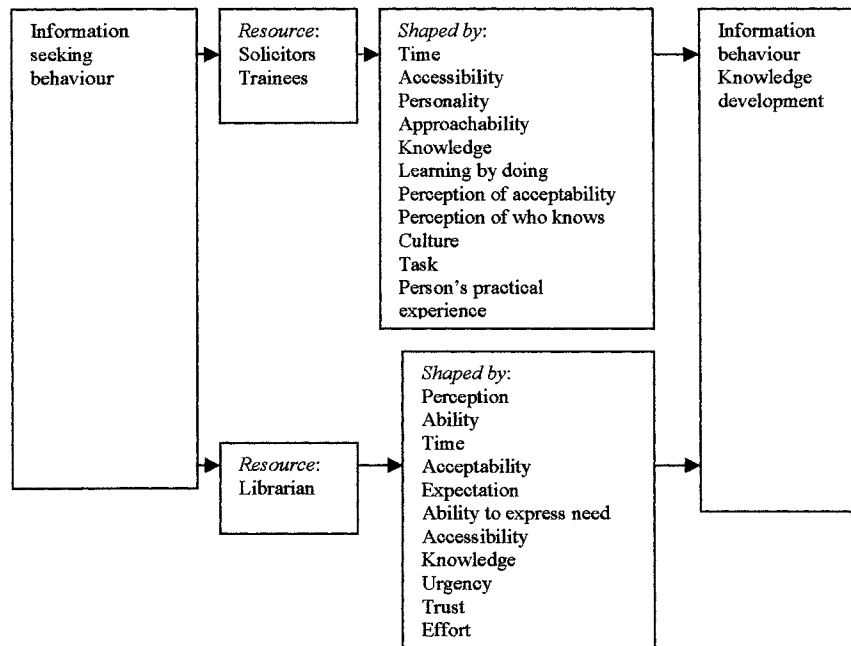 Information
seeking
behaviour
Resource:
Solicitors
Trainees
Shaped by:
Time
Accessibility
Personality
Approachability
Knowledge
Learning by doing
Perception of acceptability
Perception of who knows
Culture
Task
Person's practical
experience
Information
behaviour
Knowledge
development
Resource:
Librarian
Shaped by:
Perception
Ability
Time
Acceptability
Expectation
Ability to express need
Accessibility
Knowledge
Urgency
Trust
Effort